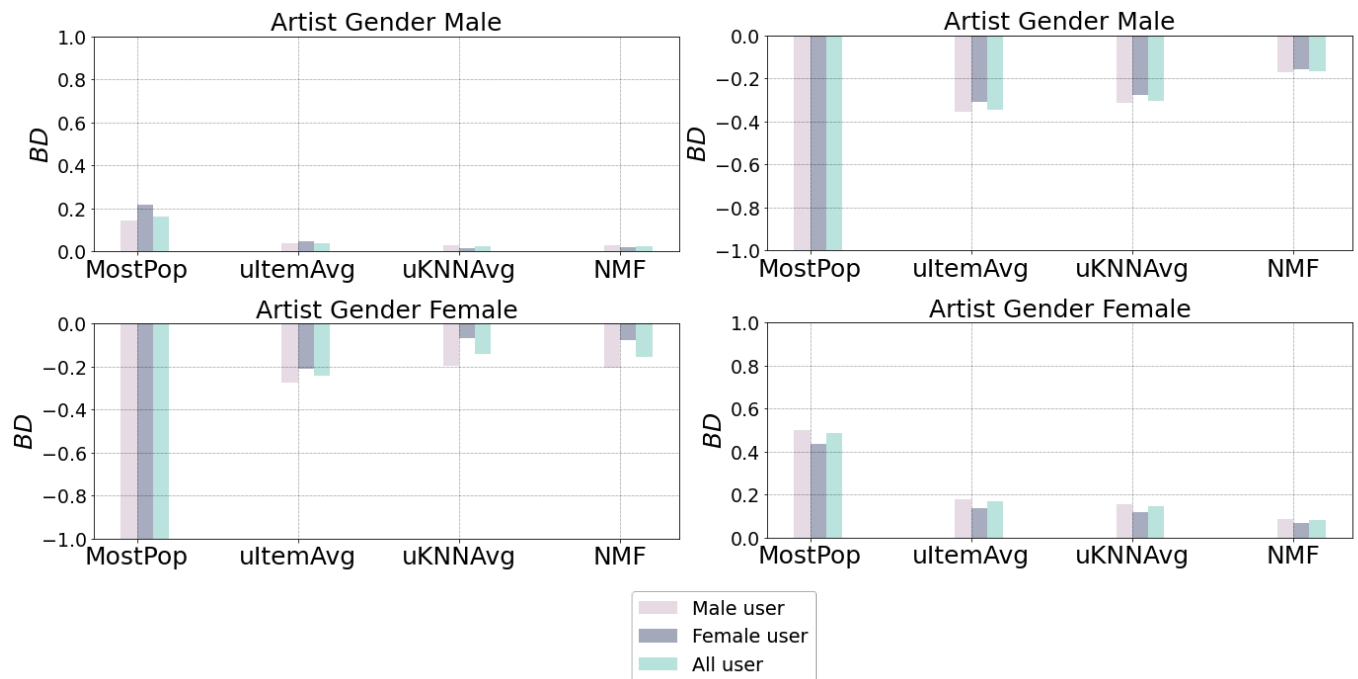 Artist Gender Male
1.0
0.8
0.6
0.4
0.2
0.0
BD
MostPop uItemAvg uKNNAvg NMF
Artist Gender Male
0.0
−0.2
−0.4
−0.6
−0.8
−1.0
BD
MostPop uItemAvg uKNNAvg NMF
Artist Gender Female
0.0
−0.2
−0.4
−0.6
−0.8
−1.0
BD
MostPop uItemAvg uKNNAvg NMF
Artist Gender Female
1.0
0.8
0.6
0.4
0.2
0.0
BD
MostPop uItemAvg uKNNAvg NMF
Male user
Female user
All user